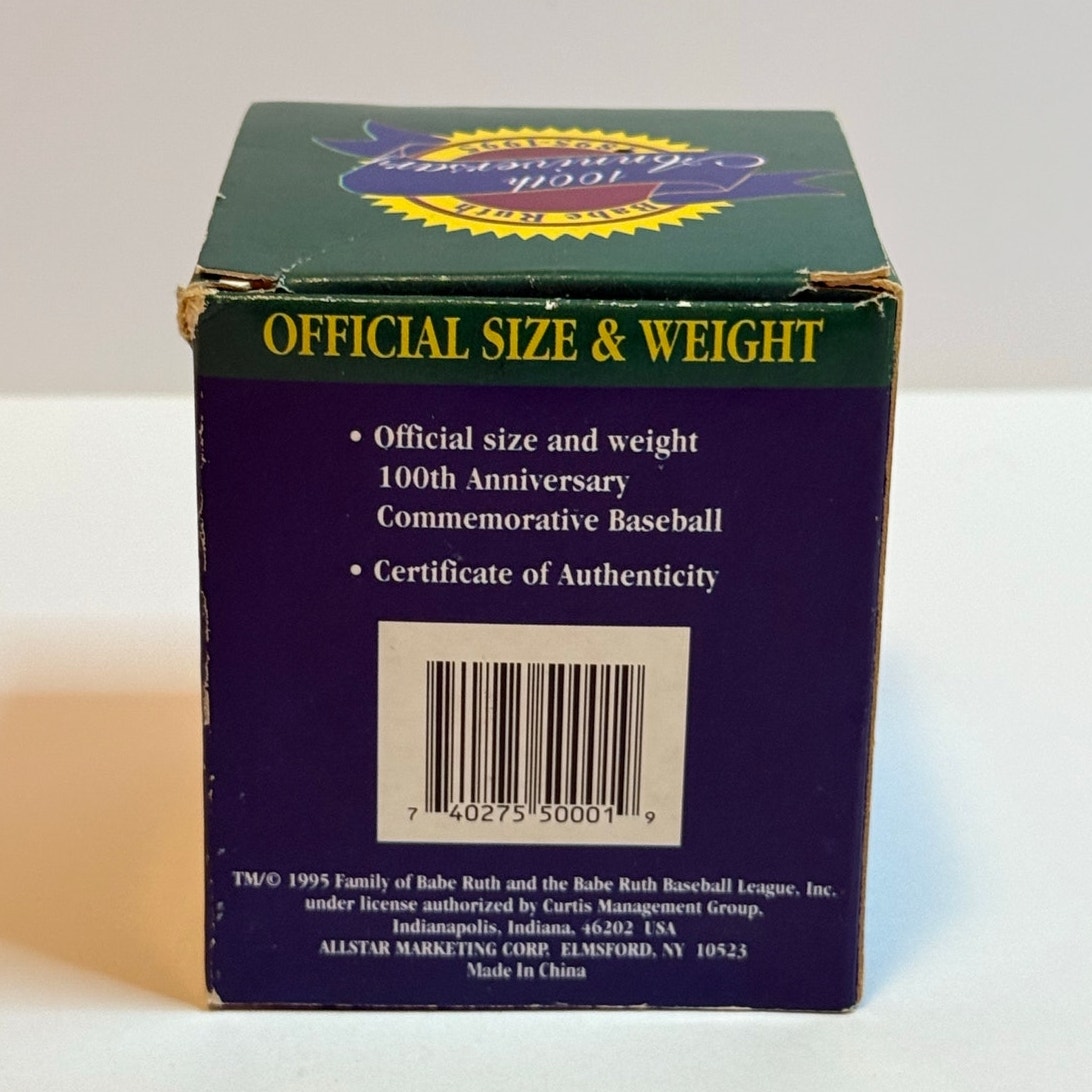 Babe Ruth
100th
Anniversary
1895-1995
OFFICIAL SIZE & WEIGHT
• Official size and weight
100th Anniversary
Commemorative Baseball
• Certificate of Authenticity
7 40275 50001 9
TM/© 1995 Family of Babe Ruth and the Babe Ruth Baseball League, Inc.
under license authorized by Curtis Management Group,
Indianapolis, Indiana, 46202 USA
ALLSTAR MARKETING CORP. ELMSFORD, NY 10523
Made In China